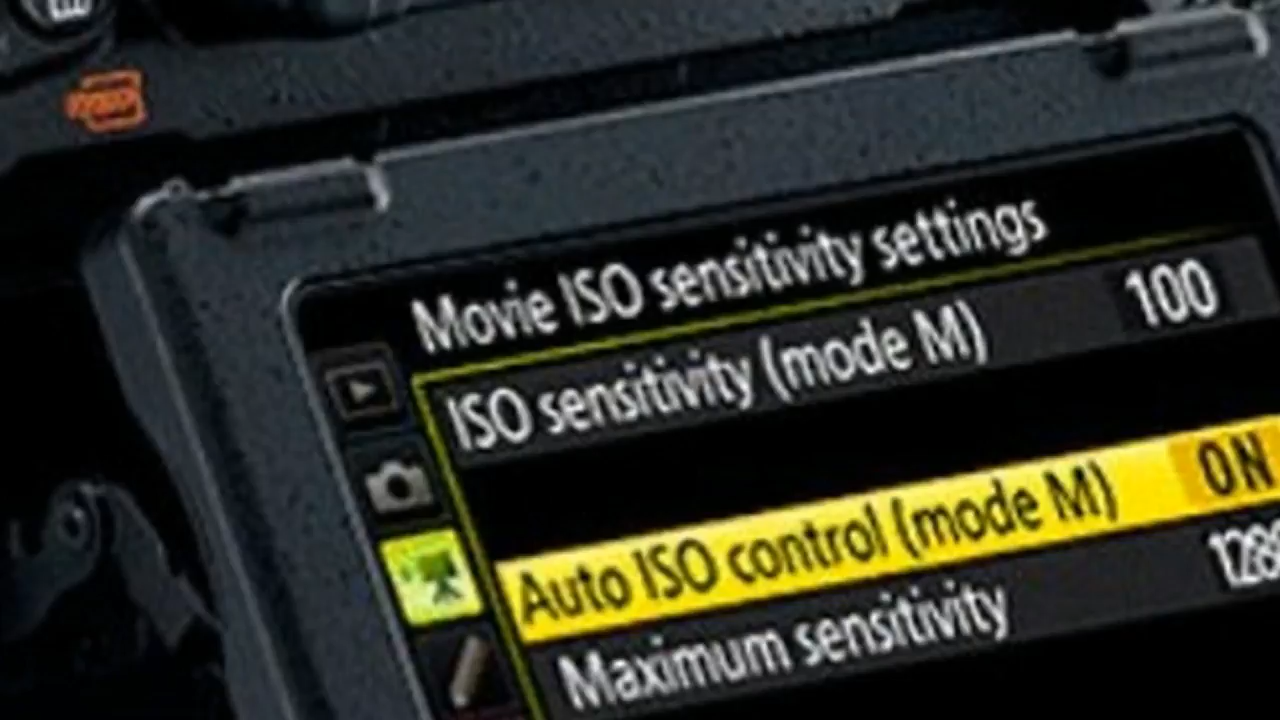 Movie ISO sensitivity settings
ISO sensitivity (mode M) 100
Auto ISO control (mode M) ON
Maximum sensitivity